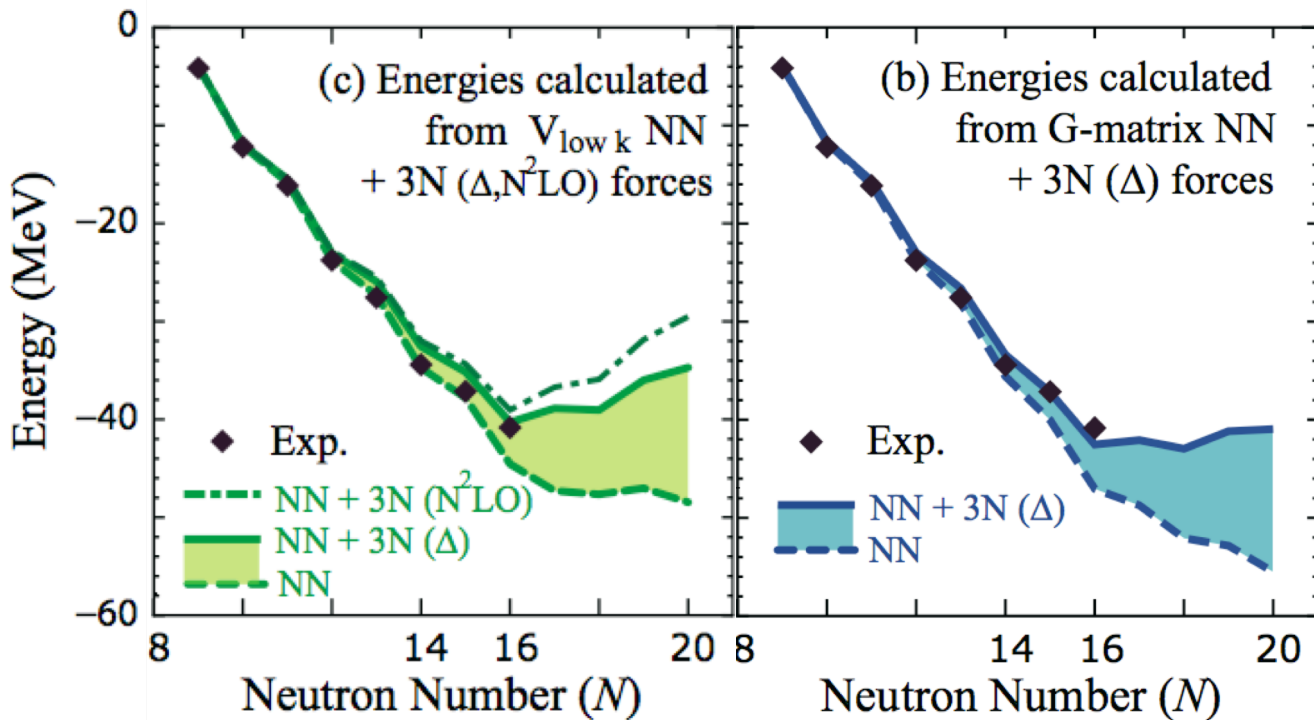 0
−20
−40
−60
Energy (MeV)
(c) Energies calculated
from V low k NN
+ 3N (Δ,N²LO) forces
Exp.
NN + 3N (N²LO)
NN + 3N (Δ)
NN
8
14
16
20
Neutron Number (N)
(b) Energies calculated
from G-matrix NN
+ 3N (Δ) forces
Exp.
NN + 3N (Δ)
NN
8
14
16
20
Neutron Number (N)